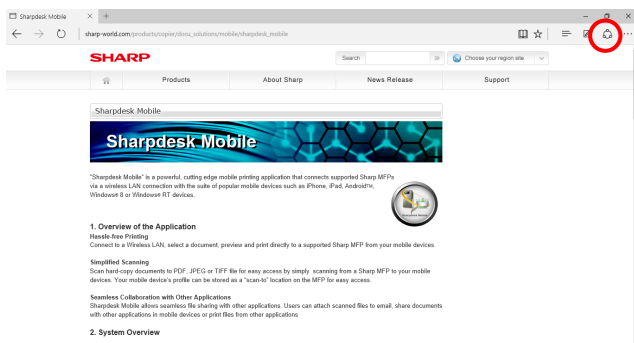 Sharpdesk Mobile
sharp-world.com/products/copier/docu_solutions/mobile/sharpdesk_mobile
SHARP
Search
Choose your region site
Products About Sharp News Release Support
Sharpdesk Mobile
Sharpdesk Mobile
"Sharpdesk Mobile" is a powerful, cutting edge mobile printing application that connects supported Sharp MFPs
via a wireless LAN connection with the suite of popular mobile devices such as iPhone, iPad, Android™,
Windows® 8 or Windows® RT devices.
Sharpdesk Mobile
1. Overview of the Application
Hassle-free Printing
Connect to a Wireless LAN, select a document, preview and print directly to a supported Sharp MFP from your mobile devices.
Simplified Scanning
Scan hard-copy documents to PDF, JPEG or TIFF file for easy access by simply scanning from a Sharp MFP to your mobile
devices. Your mobile device's profile can be stored as a "scan-to" location on the MFP for easy access.
Seamless Collaboration with Other Applications
Sharpdesk Mobile allows seamless file sharing with other applications. Users can attach scanned files to email, share documents
with other applications in mobile devices or print files from other applications
2. System Overview